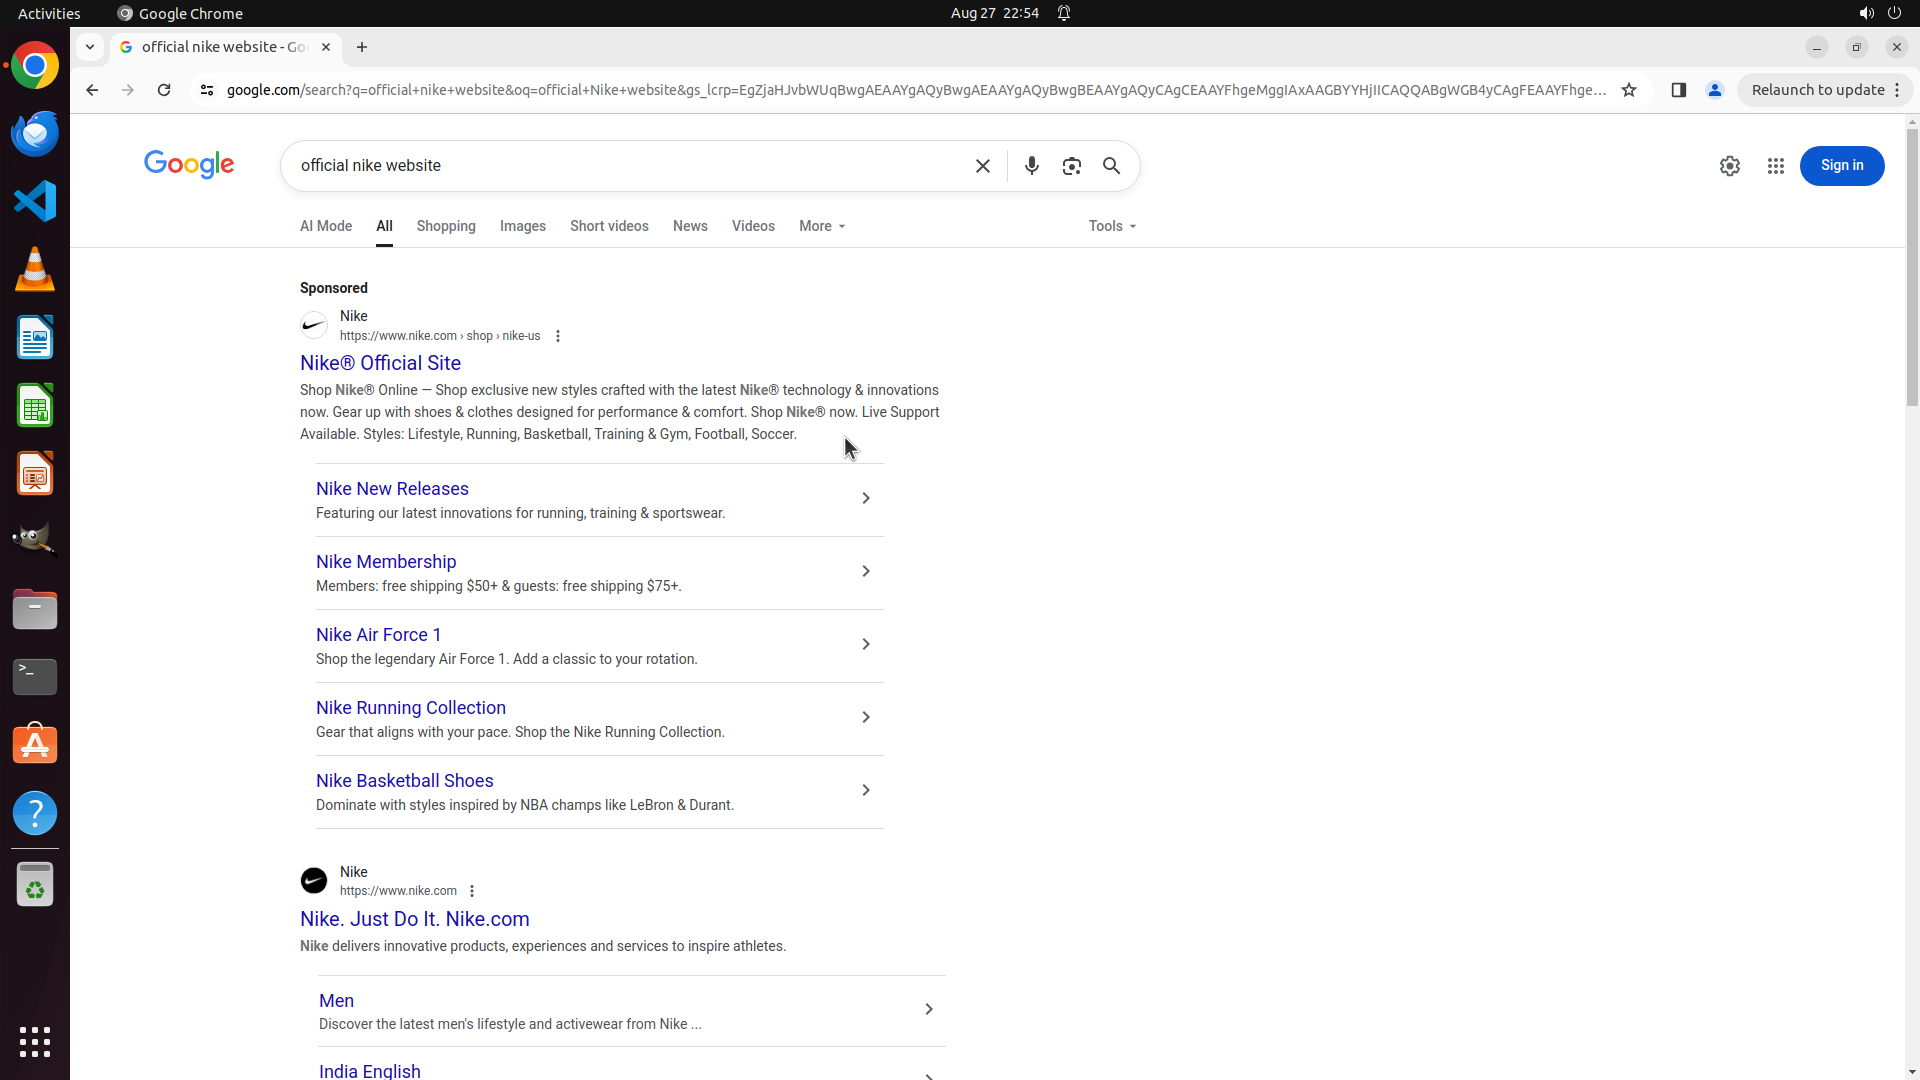 Activities
Google Chrome
Aug 27 22:54
official nike website - Go
google.com/search?q=official+nike+website&oq=official+Nike+website&gs_lcrp=EgZjaHJvbWUqBwgAEAAYgAQyBwgAEAAYgAQyBwgBEAAYgAQyCAgCEAAYFhgeMggIAxAAGBYYHjIICAQQABgWGB4yCAgFEAAYFhge...
Relaunch to update
Google
official nike website
Sign in
AI Mode
All
Shopping
Images
Short videos
News
Videos
More
Tools
Sponsored
Nike
https://www.nike.com › shop › nike-us
Nike® Official Site
Shop Nike® Online — Shop exclusive new styles crafted with the latest Nike® technology & innovations
now. Gear up with shoes & clothes designed for performance & comfort. Shop Nike® now. Live Support
Available. Styles: Lifestyle, Running, Basketball, Training & Gym, Football, Soccer.
Nike New Releases
Featuring our latest innovations for running, training & sportswear.
Nike Membership
Members: free shipping $50+ & guests: free shipping $75+.
Nike Air Force 1
Shop the legendary Air Force 1. Add a classic to your rotation.
Nike Running Collection
Gear that aligns with your pace. Shop the Nike Running Collection.
Nike Basketball Shoes
Dominate with styles inspired by NBA champs like LeBron & Durant.
Nike
https://www.nike.com
Nike. Just Do It. Nike.com
Nike delivers innovative products, experiences and services to inspire athletes.
Men
Discover the latest men's lifestyle and activewear from Nike ...
India English